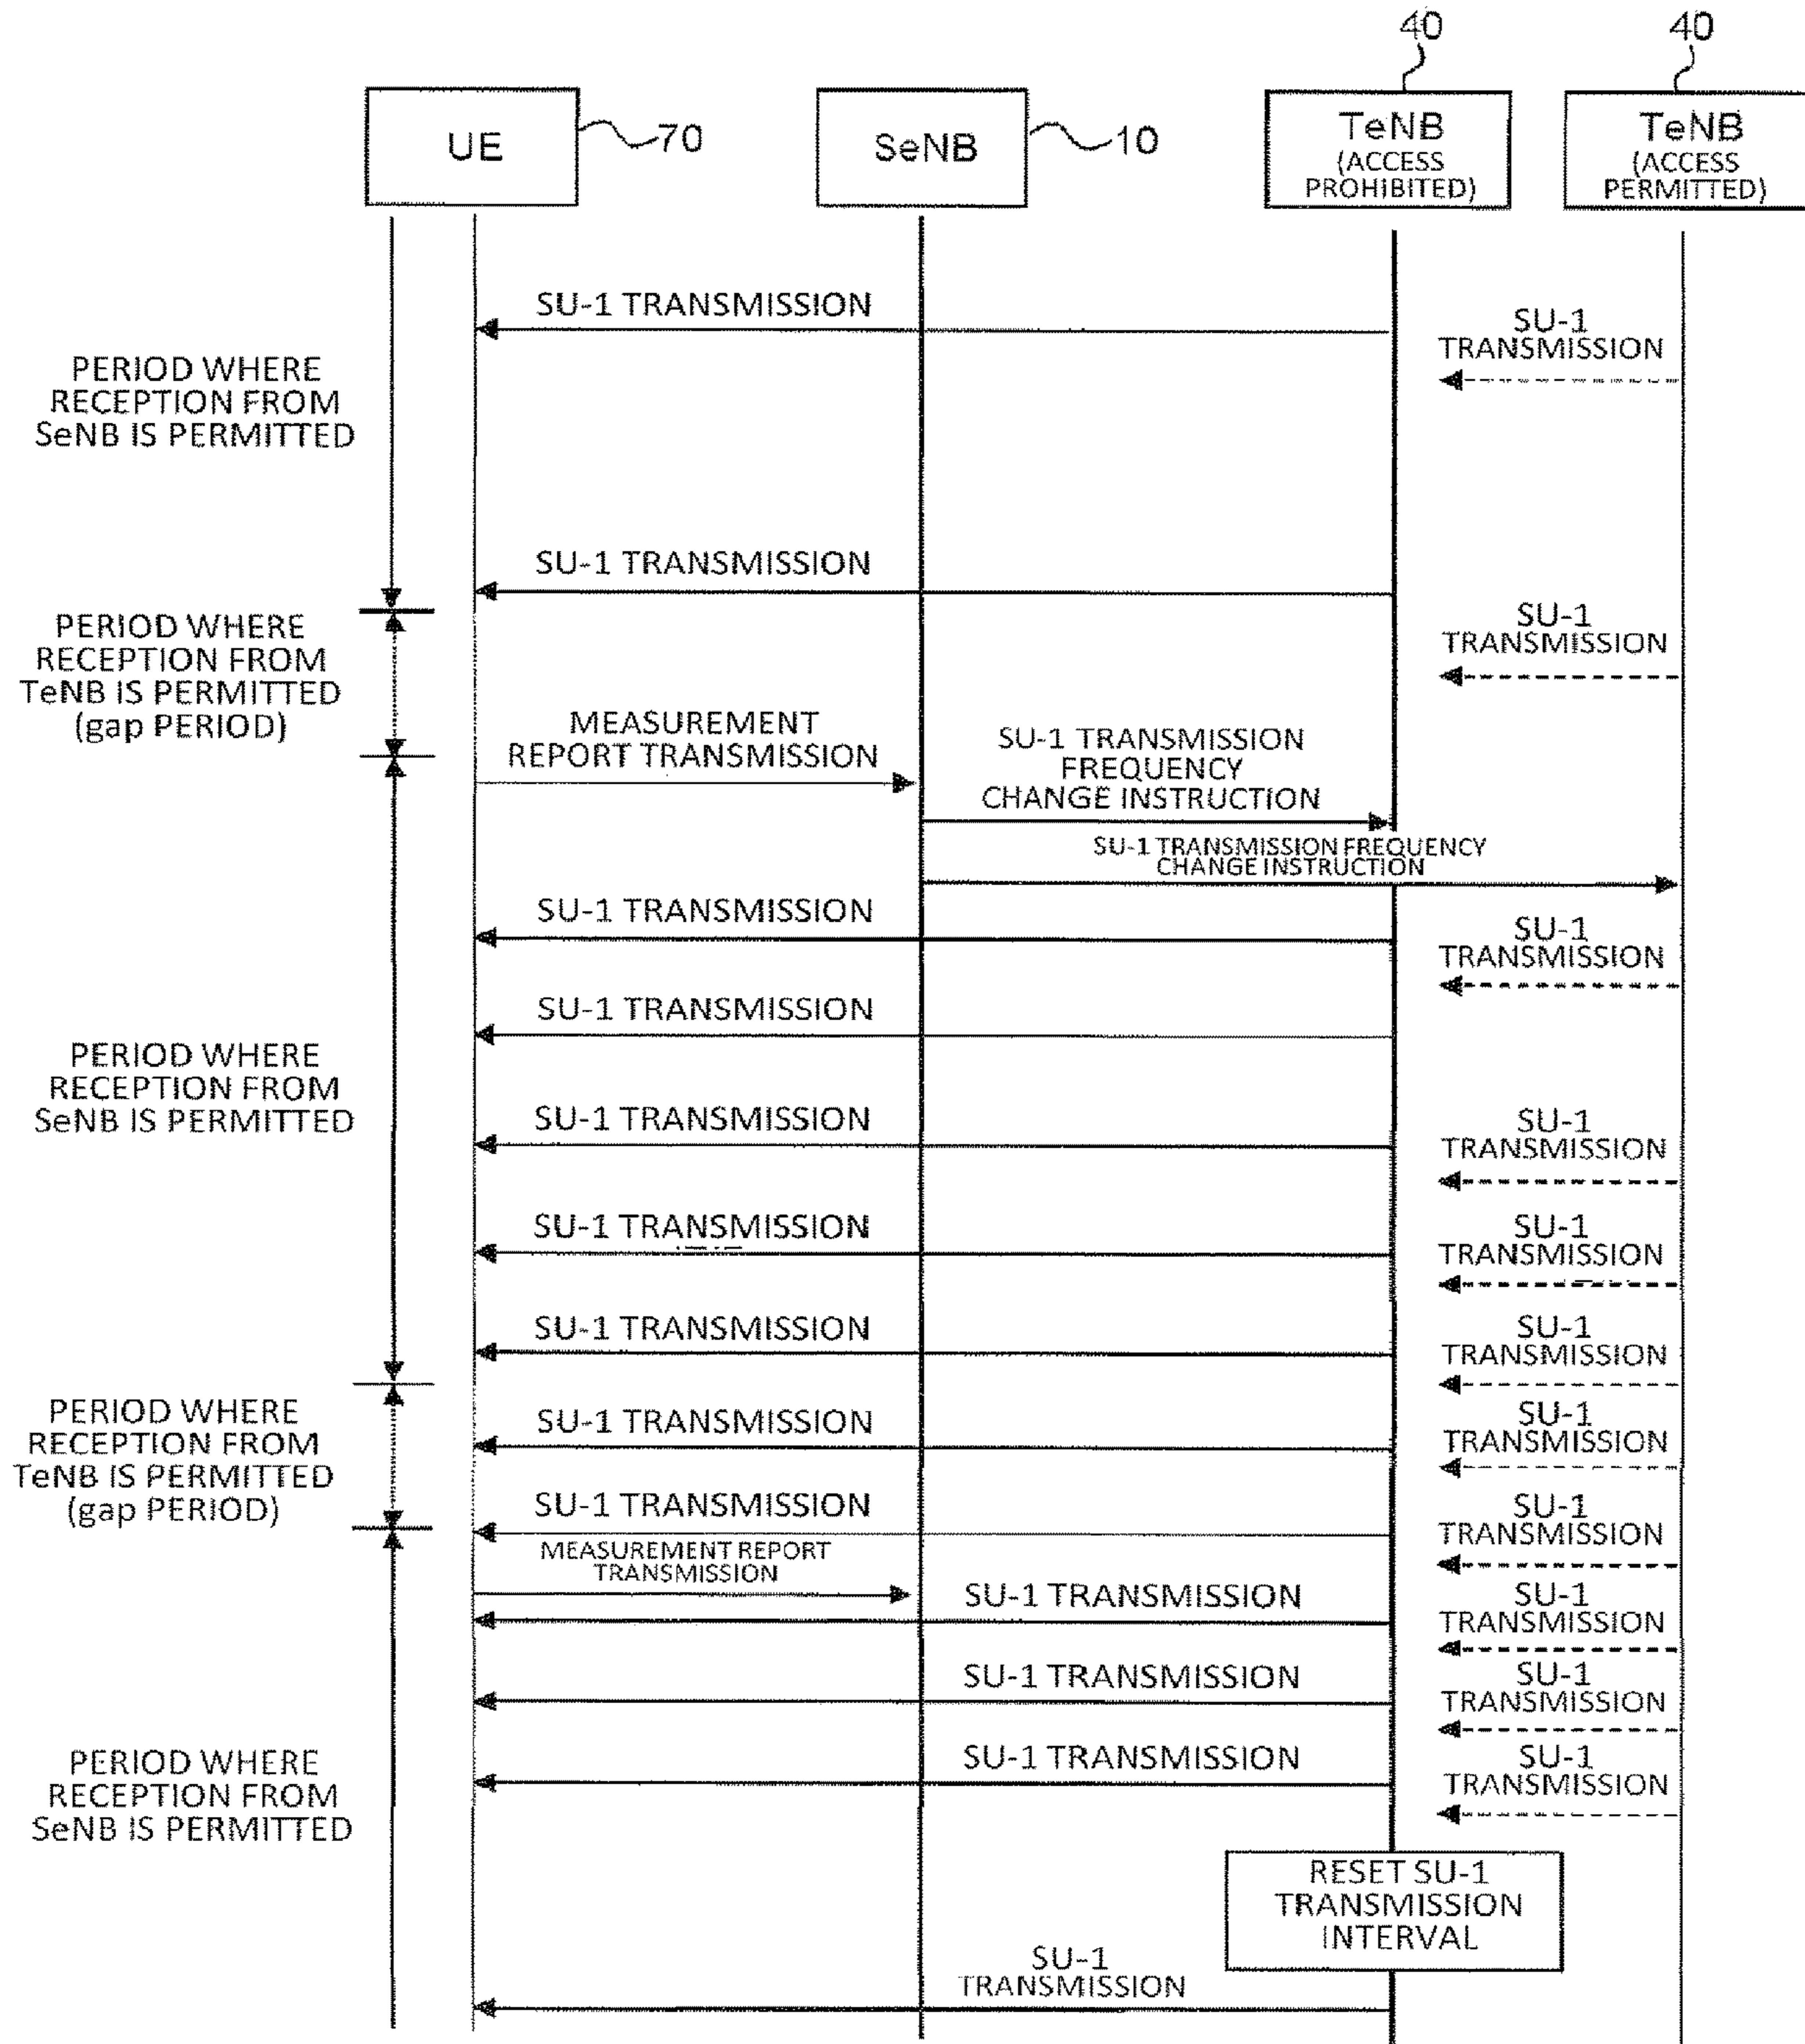 40
40
UE
70
SeNB
10
TeNB
(ACCESS
PROHIBITED)
TeNB
(ACCESS
PERMITTED)
SU-1 TRANSMISSION
SU-1
TRANSMISSION
PERIOD WHERE
RECEPTION FROM
SeNB IS PERMITTED
SU-1 TRANSMISSION
SU-1
TRANSMISSION
PERIOD WHERE
RECEPTION FROM
TeNB IS PERMITTED
(gap PERIOD)
MEASUREMENT
REPORT TRANSMISSION
SU-1 TRANSMISSION
FREQUENCY
CHANGE INSTRUCTION
SU-1 TRANSMISSION FREQUENCY
CHANGE INSTRUCTION
SU-1 TRANSMISSION
SU-1
TRANSMISSION
SU-1 TRANSMISSION
PERIOD WHERE
RECEPTION FROM
SeNB IS PERMITTED
SU-1 TRANSMISSION
SU-1
TRANSMISSION
SU-1 TRANSMISSION
SU-1
TRANSMISSION
SU-1 TRANSMISSION
SU-1
TRANSMISSION
PERIOD WHERE
RECEPTION FROM
TeNB IS PERMITTED
(gap PERIOD)
SU-1 TRANSMISSION
SU-1
TRANSMISSION
SU-1 TRANSMISSION
SU-1
TRANSMISSION
MEASUREMENT REPORT
TRANSMISSION
SU-1 TRANSMISSION
SU-1
TRANSMISSION
SU-1 TRANSMISSION
SU-1
TRANSMISSION
PERIOD WHERE
RECEPTION FROM
SeNB IS PERMITTED
SU-1 TRANSMISSION
SU-1
TRANSMISSION
RESET SU-1
TRANSMISSION
INTERVAL
SU-1
TRANSMISSION